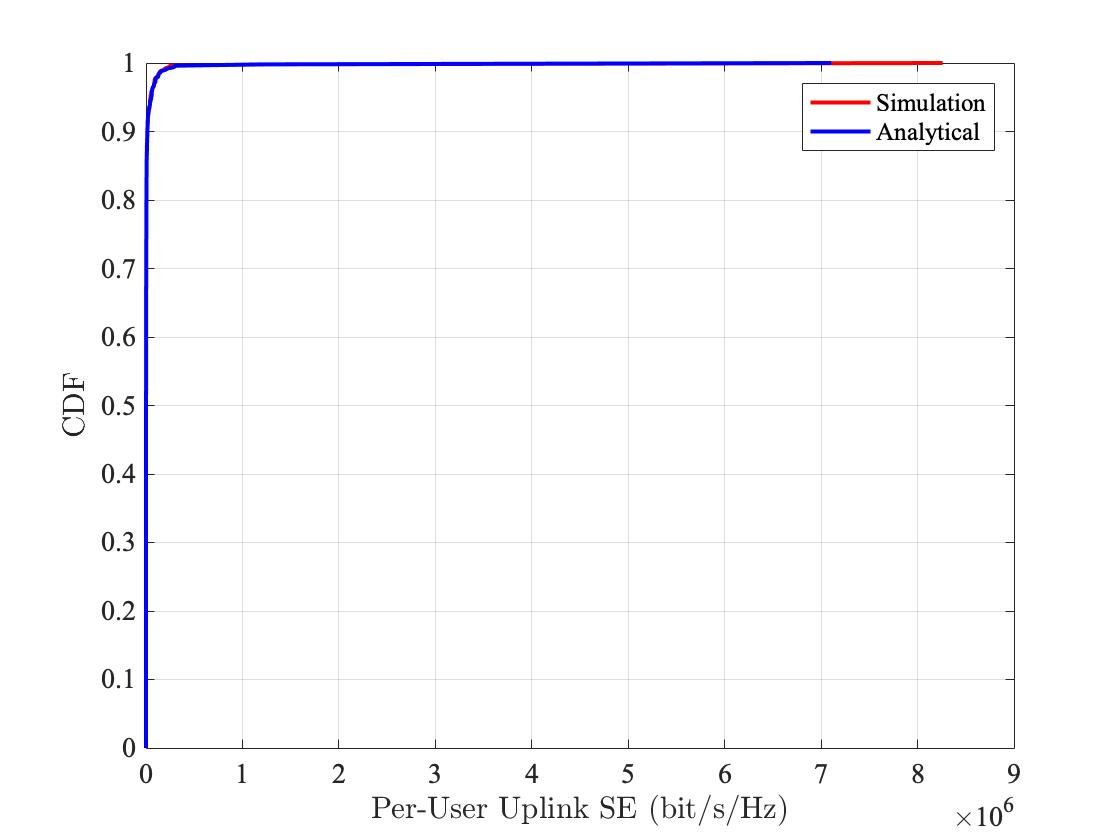 1
0.9
0.8
0.7
0.6
0.5
0.4
0.3
0.2
0.1
0
CDF
Simulation
Analytical
0 1 2 3 4 5 6 7 8 9
Per-User Uplink SE (bit/s/Hz)
×10⁶